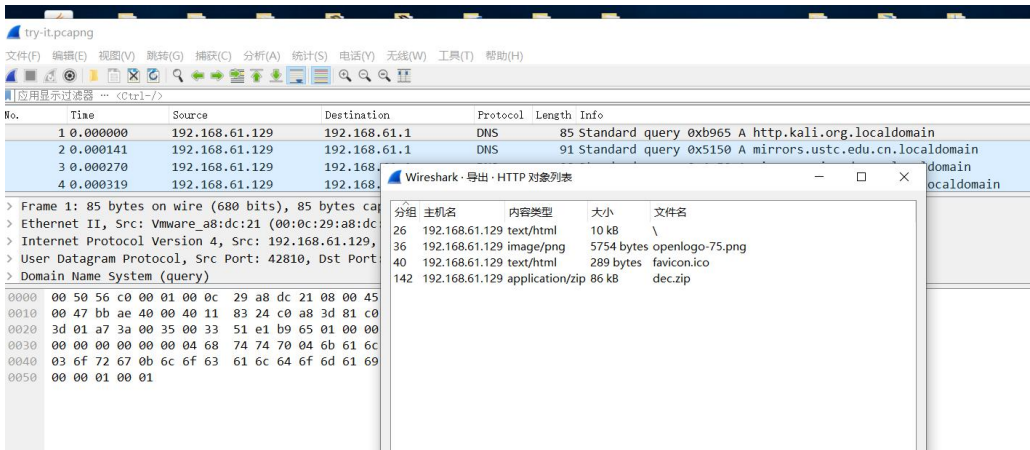 try-it.pcapng
文件(F) 编辑(E) 视图(V) 跳转(G) 捕获(C) 分析(A) 统计(S) 电话(Y) 无线(W) 工具(T) 帮助(H)
应用显示过滤器 … <Ctrl-/>
No. Time Source Destination Protocol Length Info
1 0.000000 192.168.61.129 192.168.61.1 DNS 85 Standard query 0xb965 A http.kali.org.localdomain
2 0.000141 192.168.61.129 192.168.61.1 DNS 91 Standard query 0x5150 A mirrors.ustc.edu.cn.localdomain
3 0.000270 192.168.61.129 192.168. domain
4 0.000319 192.168.61.129 192.168. ocaldomain
Wireshark · 导出 · HTTP 对象列表
分组 主机名 内容类型 大小 文件名
26 192.168.61.129 text/html 10 kB \
36 192.168.61.129 image/png 5754 bytes openlogo-75.png
40 192.168.61.129 text/html 289 bytes favicon.ico
142 192.168.61.129 application/zip 86 kB dec.zip
> Frame 1: 85 bytes on wire (680 bits), 85 bytes cap
> Ethernet II, Src: Vmware_a8:dc:21 (00:0c:29:a8:dc:
> Internet Protocol Version 4, Src: 192.168.61.129,
> User Datagram Protocol, Src Port: 42810, Dst Port:
> Domain Name System (query)
0000 00 50 56 c0 00 01 00 0c 29 a8 dc 21 08 00 45
0010 00 47 bb ae 40 00 40 11 83 24 c0 a8 3d 81 c0
0020 3d 01 a7 3a 00 35 00 33 51 e1 b9 65 01 00 00
0030 00 00 00 00 00 00 04 68 74 74 70 04 6b 61 6c
0040 03 6f 72 67 0b 6c 6f 63 61 6c 64 6f 6d 61 69
0050 00 00 01 00 01